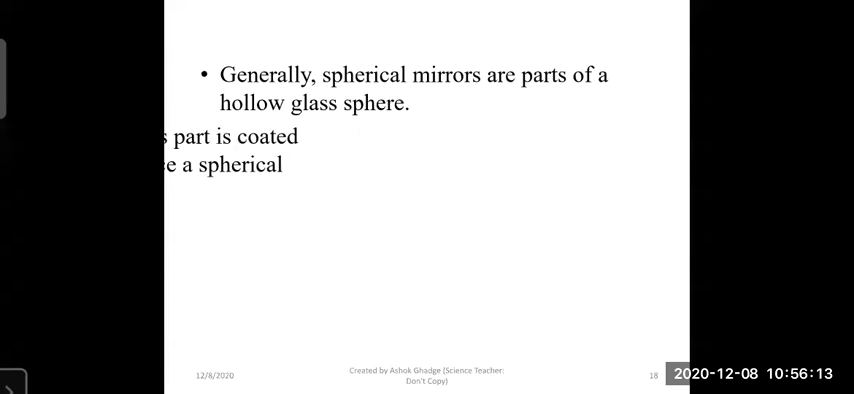 • Generally, spherical mirrors are parts of a
hollow glass sphere.
part is coated
a spherical
12/8/2020
Created by Ashok Ghadge (Science Teacher:
Don't Copy)
18
2020-12-08 10:56:13